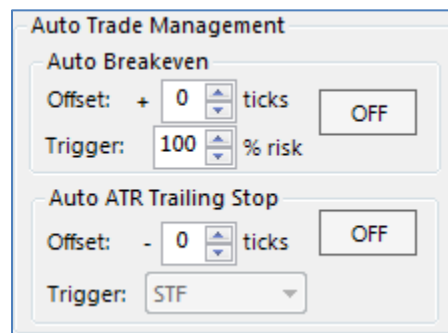 Auto Trade Management
Auto Breakeven
Offset: + 0 ticks OFF
Trigger: 100 % risk
Auto ATR Trailing Stop
Offset: - 0 ticks OFF
Trigger: STF